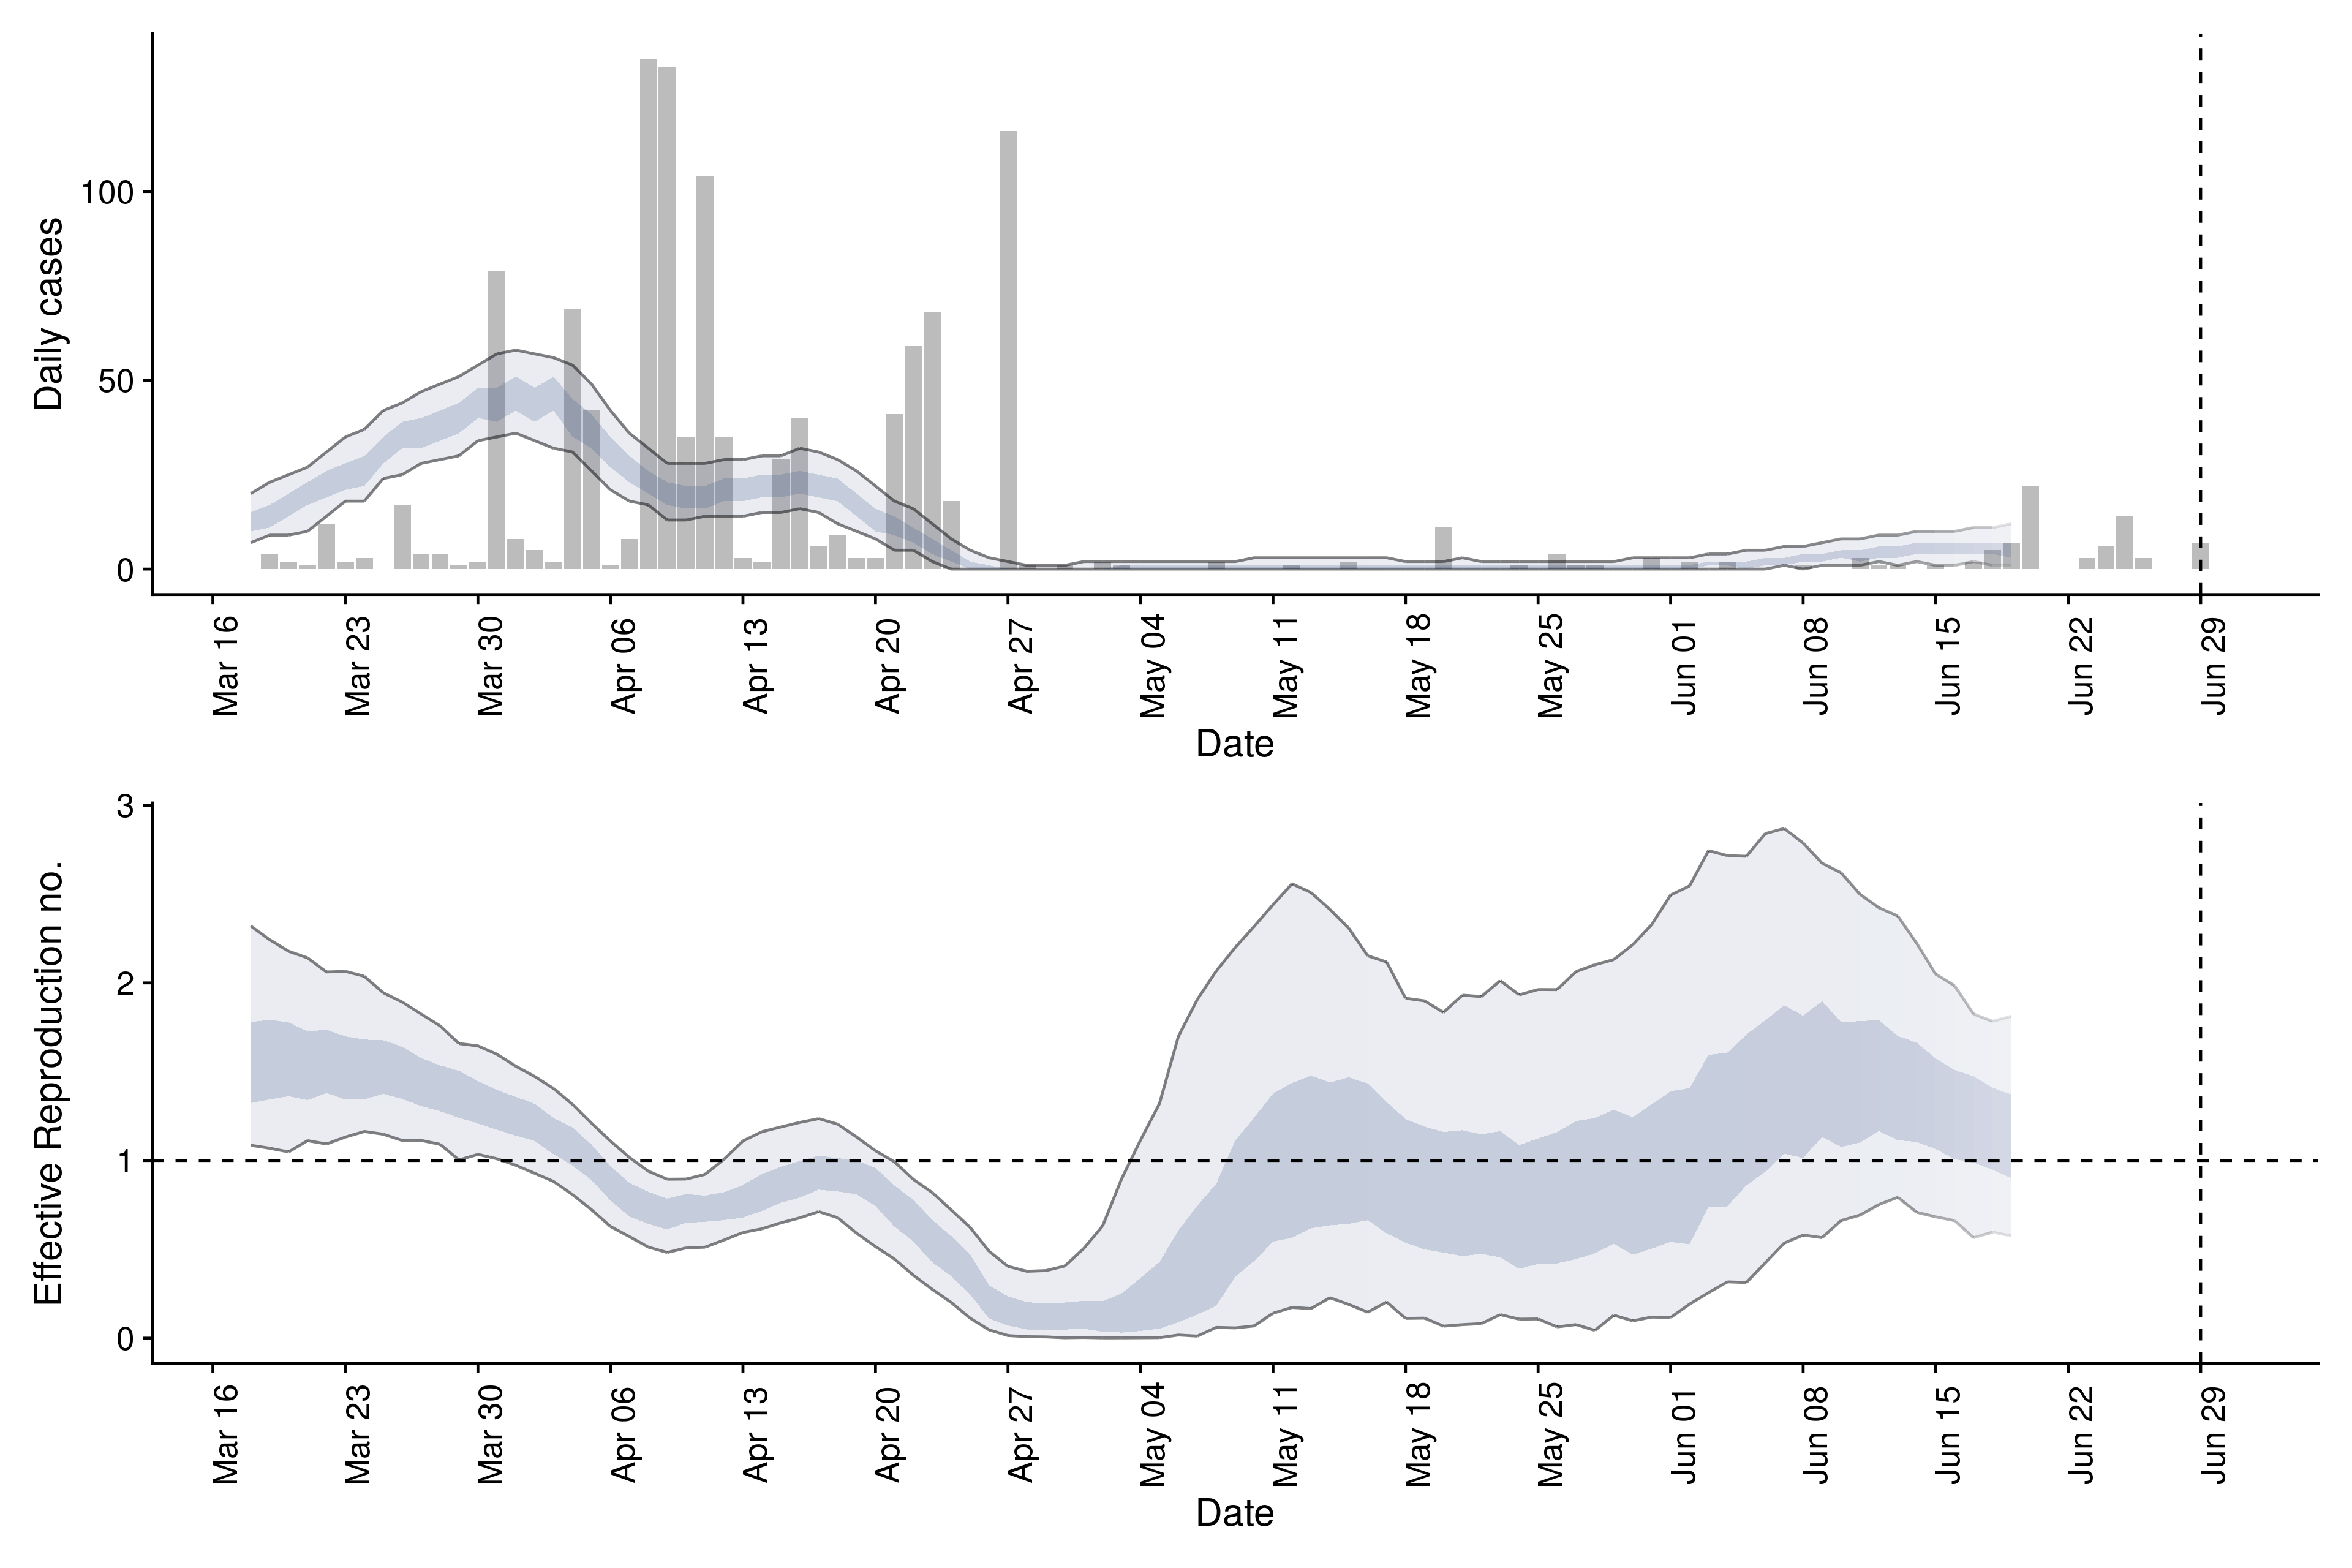 Daily cases
100
50
0
Mar 16
Mar 23
Mar 30
Apr 06
Apr 13
Apr 20
Apr 27
May 04
May 11
May 18
May 25
Jun 01
Jun 08
Jun 15
Jun 22
Jun 29
Date
Effective Reproduction no.
3
2
1
0
Mar 16
Mar 23
Mar 30
Apr 06
Apr 13
Apr 20
Apr 27
May 04
May 11
May 18
May 25
Jun 01
Jun 08
Jun 15
Jun 22
Jun 29
Date